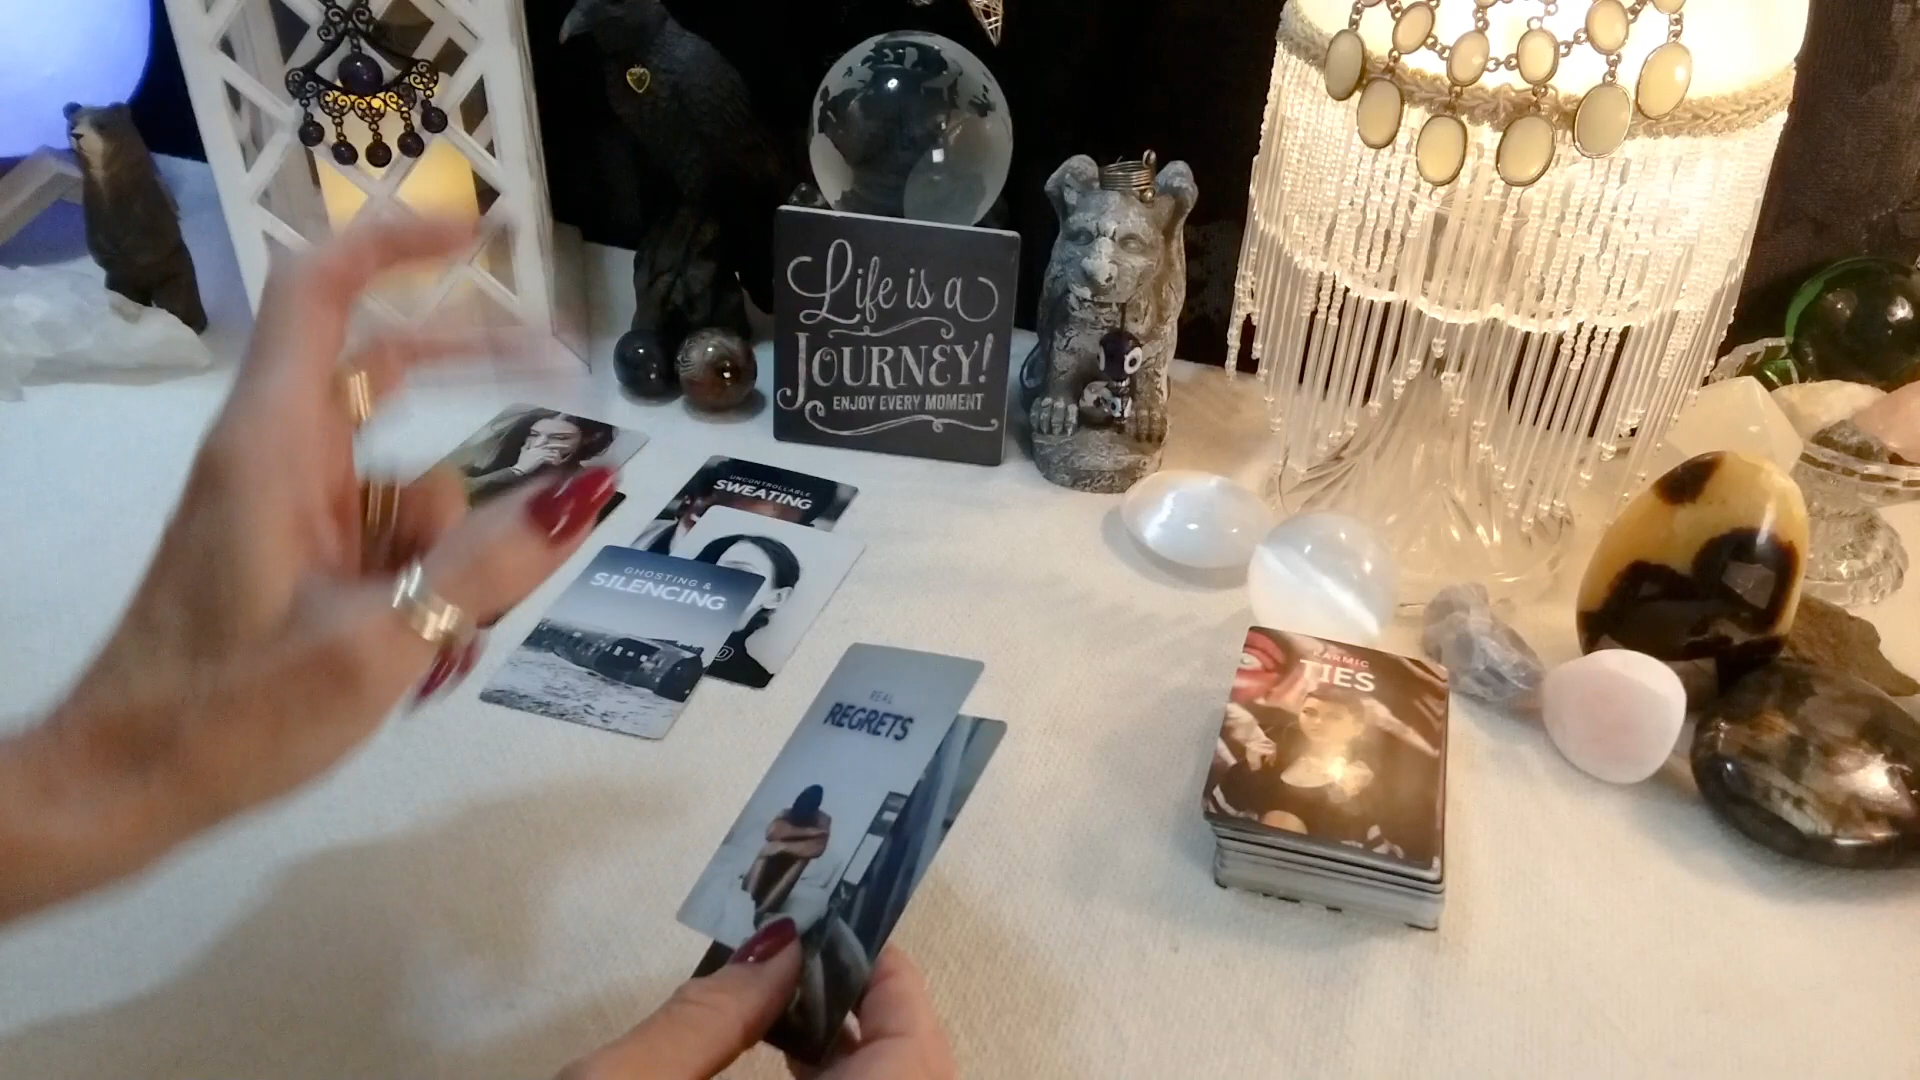 Life is a
JOURNEY!
ENJOY EVERY MOMENT
UNCONTROLLABLE
SWEATING
GHOSTING &
SILENCING
REAL
REGRETS
KARMIC
TIES